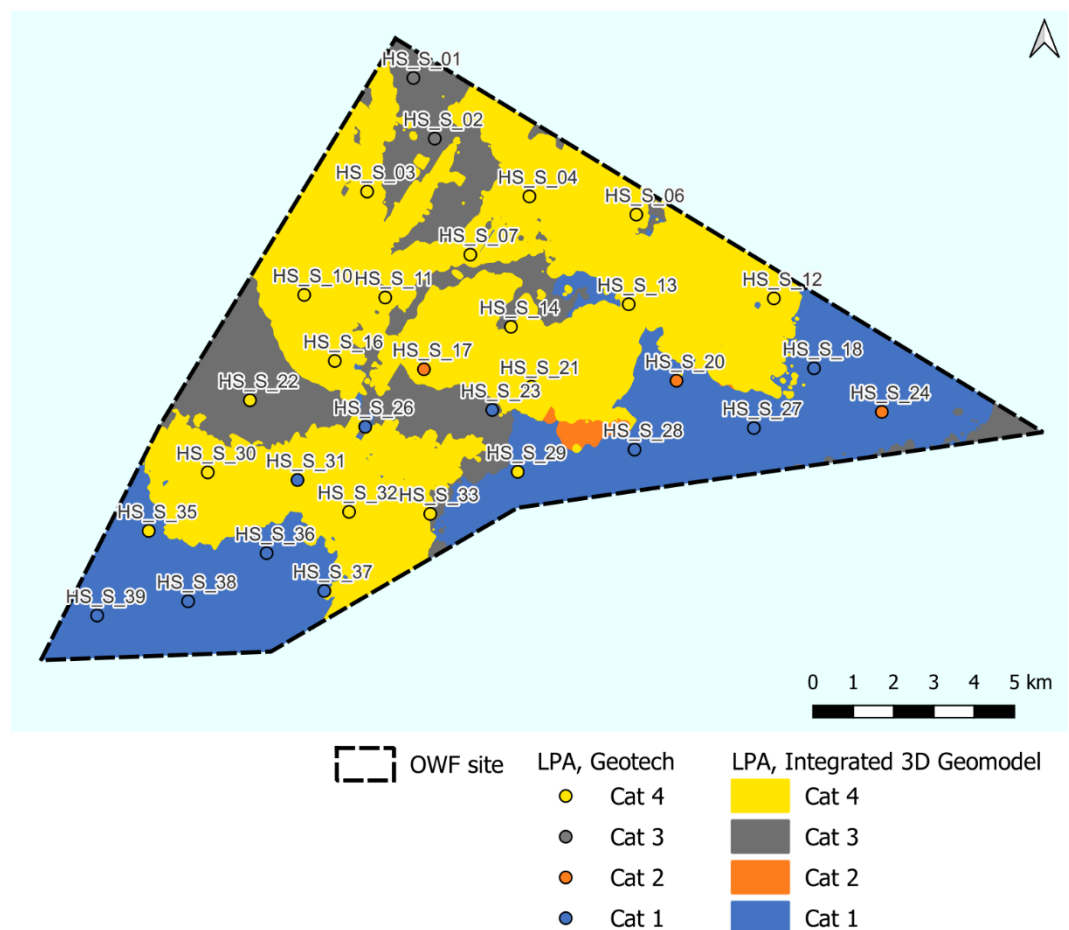 HS_S_01
HS_S_02
HS_S_03
HS_S_04
HS_S_06
HS_S_07
HS_S_10
HS_S_11
HS_S_12
HS_S_13
HS_S_14
HS_S_16
HS_S_17
HS_S_18
HS_S_20
HS_S_21
HS_S_22
HS_S_23
HS_S_24
HS_S_26
HS_S_27
HS_S_28
HS_S_29
HS_S_30
HS_S_31
HS_S_32
HS_S_33
HS_S_35
HS_S_36
HS_S_37
HS_S_38
HS_S_39
0 1 2 3 4 5 km
OWF site
LPA, Geotech
Cat 4
Cat 3
Cat 2
Cat 1
LPA, Integrated 3D Geomodel
Cat 4
Cat 3
Cat 2
Cat 1